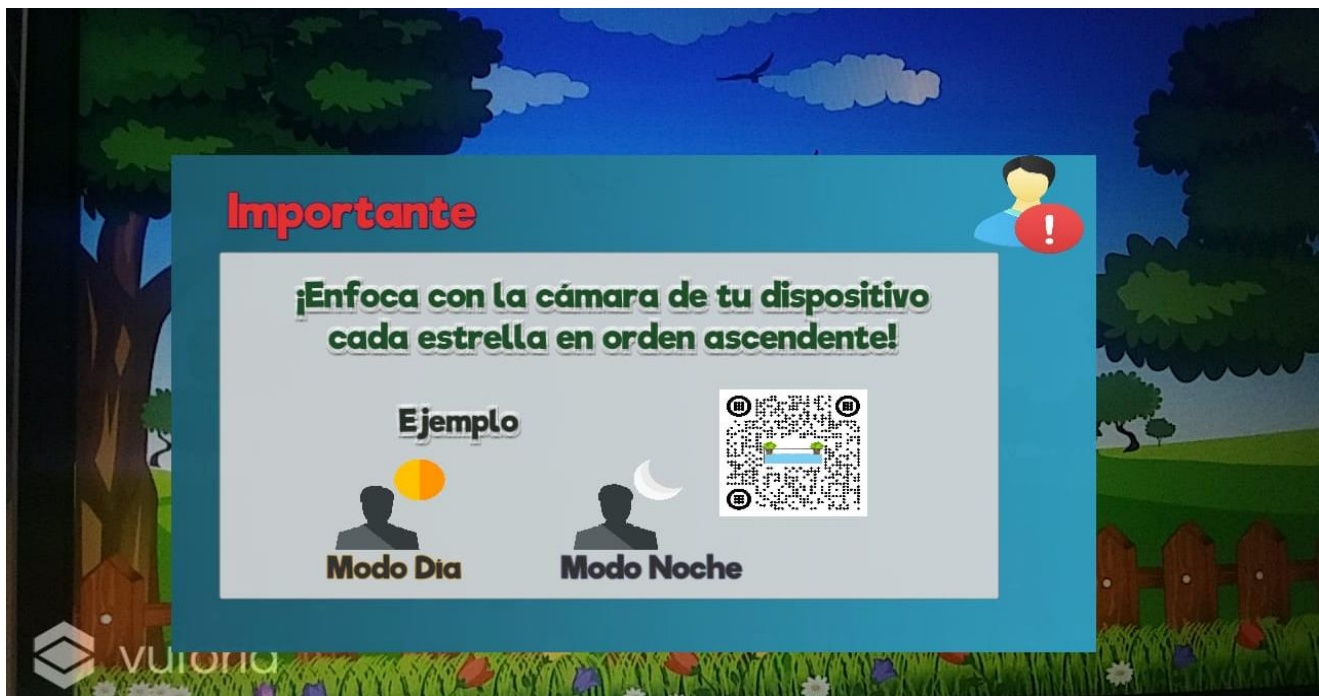 Importante
¡Enfoca con la cámara de tu dispositivo
cada estrella en orden ascendente!
Ejemplo
Modo Día
Modo Noche
vuforia